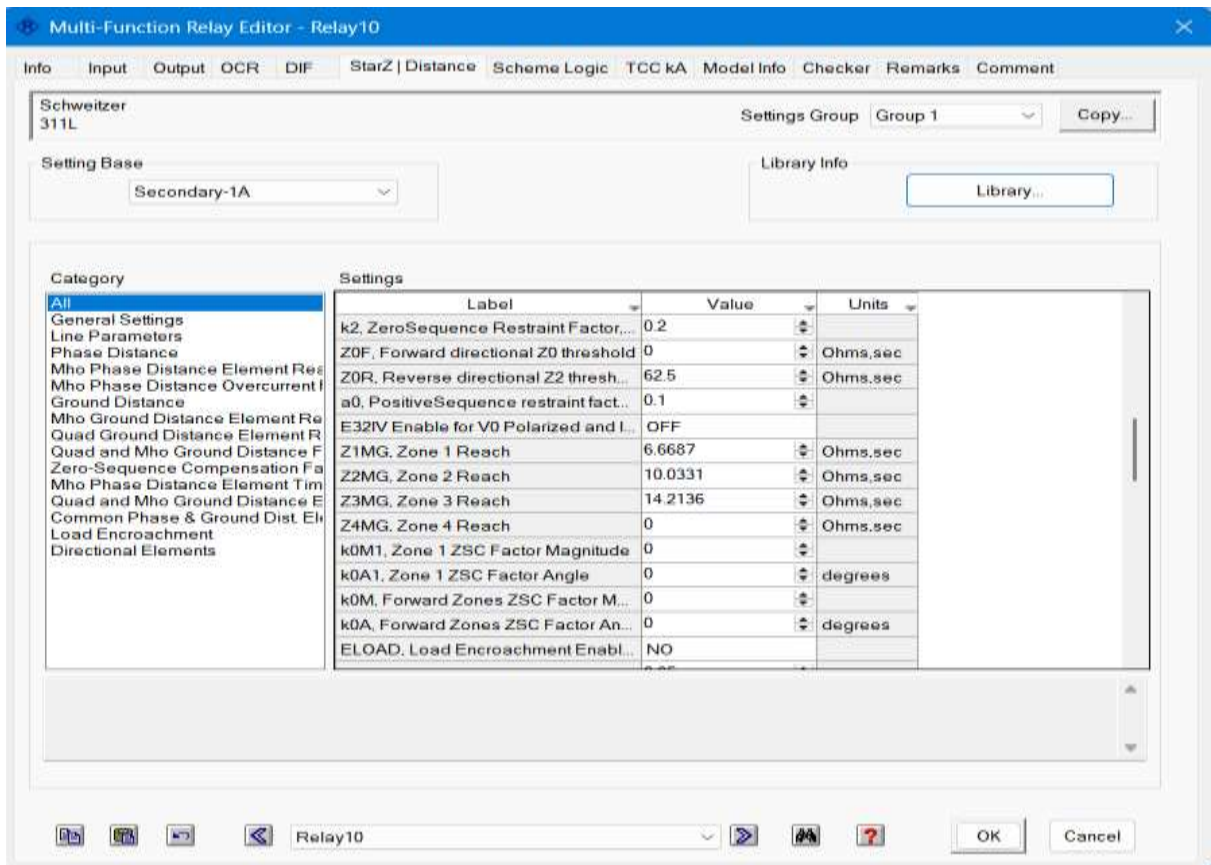 Multi-Function Relay Editor - Relay10
Info Input Output OCR DIF StarZ | Distance Scheme Logic TCC kA Model Info Checker Remarks Comment
Schweitzer
311L
Settings Group Group 1 Copy...
Setting Base
Secondary-1A
Library Info
Library...
Category
All
General Settings
Line Parameters
Phase Distance
Mho Phase Distance Element Rea
Mho Phase Distance Overcurrent
Ground Distance
Mho Ground Distance Element Re
Quad Ground Distance Element R
Quad and Mho Ground Distance F
Zero-Sequence Compensation Fa
Mho Phase Distance Element Tim
Quad and Mho Ground Distance E
Common Phase & Ground Dist. Ele
Load Encroachment
Directional Elements
Settings
Label Value Units
k2, ZeroSequence Restraint Factor,... 0.2
Z0F, Forward directional Z0 threshold 0 Ohms,sec
Z0R, Reverse directional Z2 thresh... 62.5 Ohms,sec
a0, PositiveSequence restraint fact... 0.1
E32IV Enable for V0 Polarized and I... OFF
Z1MG, Zone 1 Reach 6.6687 Ohms,sec
Z2MG, Zone 2 Reach 10.0331 Ohms,sec
Z3MG, Zone 3 Reach 14.2136 Ohms,sec
Z4MG, Zone 4 Reach 0 Ohms,sec
k0M1, Zone 1 ZSC Factor Magnitude 0
k0A1, Zone 1 ZSC Factor Angle 0 degrees
k0M, Forward Zones ZSC Factor M... 0
k0A, Forward Zones ZSC Factor An... 0 degrees
ELOAD, Load Encroachment Enabl... NO
Relay10 OK Cancel